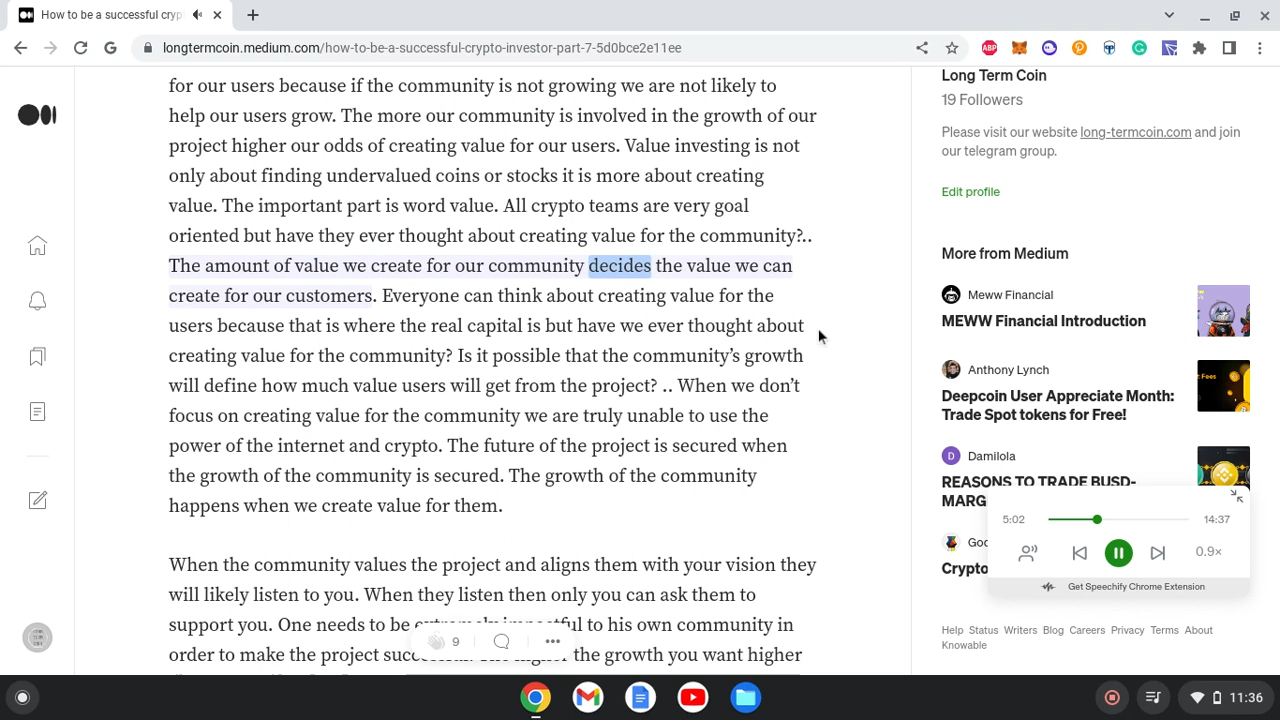 How to be a successful cryp
longtermcoin.medium.com/how-to-be-a-successful-crypto-investor-part-7-5d0bce2e11ee
for our users because if the community is not growing we are not likely to
help our users grow. The more our community is involved in the growth of our
project higher our odds of creating value for our users. Value investing is not
only about finding undervalued coins or stocks it is more about creating
value. The important part is word value. All crypto teams are very goal
oriented but have they ever thought about creating value for the community?..
The amount of value we create for our community decides the value we can
create for our customers. Everyone can think about creating value for the
users because that is where the real capital is but have we ever thought about
creating value for the community? Is it possible that the community’s growth
will define how much value users will get from the project? .. When we don’t
focus on creating value for the community we are truly unable to use the
power of the internet and crypto. The future of the project is secured when
the growth of the community is secured. The growth of the community
happens when we create value for them.
When the community values the project and aligns them with your vision they
will likely listen to you. When they listen then only you can ask them to
support you. One needs to be extremely impactful to his own community in
order to make the project successful. The higher the growth you want higher
9
Long Term Coin
19 Followers
Please visit our website long-termcoin.com and join
our telegram group.
Edit profile
More from Medium
Meww Financial
MEWW Financial Introduction
Anthony Lynch
Deepcoin User Appreciate Month:
Trade Spot tokens for Free!
Fees
D Damilola
REASONS TO TRADE BUSD-
MARG
Goo
Crypto
5:02
14:37
0.9×
Get Speechify Chrome Extension
Help Status Writers Blog Careers Privacy Terms About
Knowable
ABP
11:36